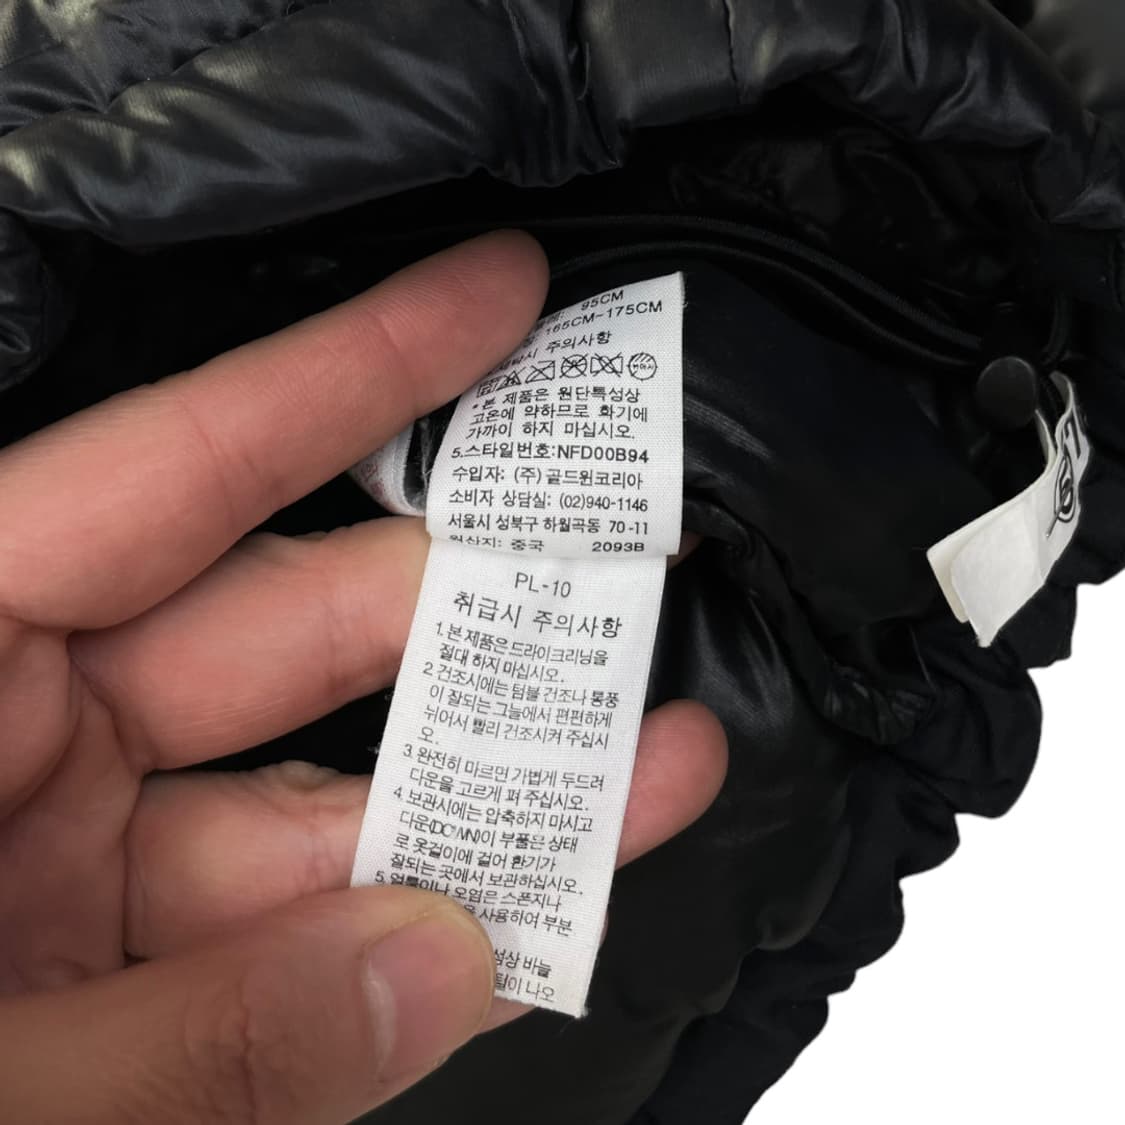 95CM
165CM-175CM
주의사항
*본 제품은 원단특성상
고온에 약하므로 화기에
가까이 하지 마십시오.
5.스타일번호:NFD00B94
수입자: (주) 골드윈코리아
소비자 상담실: (02)940-1146
서울시 성북구 하월곡동 70-11
원산지: 중국 2093B
PL-10
취급시 주의사항
1.본 제품은 드라이크리닝을
절대 하지 마십시오.
2 건조시에는 텀블 건조나 통풍
이 잘되는 그늘에서 편편하게
뉘어서 빨리 건조시켜 주십시
오.
3. 완전히 마르면 가볍게 두드려
다운을 고르게 펴 주십시오.
4. 보관시에는 압축하지 마시고
다운(DOWN)이 부풀은 상태
로 옷걸이에 걸어 환기가
잘되는 곳에서 보관하십시오.
5. 얼룩이나 오염은 스폰지나
사용하여 부분
바늘
털이 나오